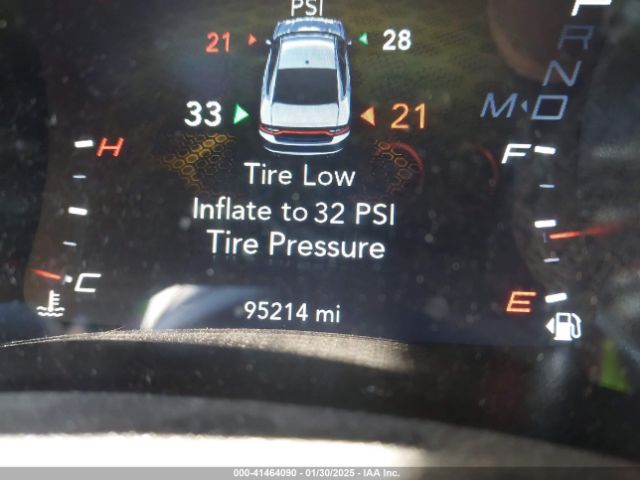 PSI
21 28
33 21
Tire Low
Inflate to 32 PSI
Tire Pressure
95214 mi
H
C
F
E
P
R
N
M D
000-41464090 - 01/30/2025 - IAA Inc.